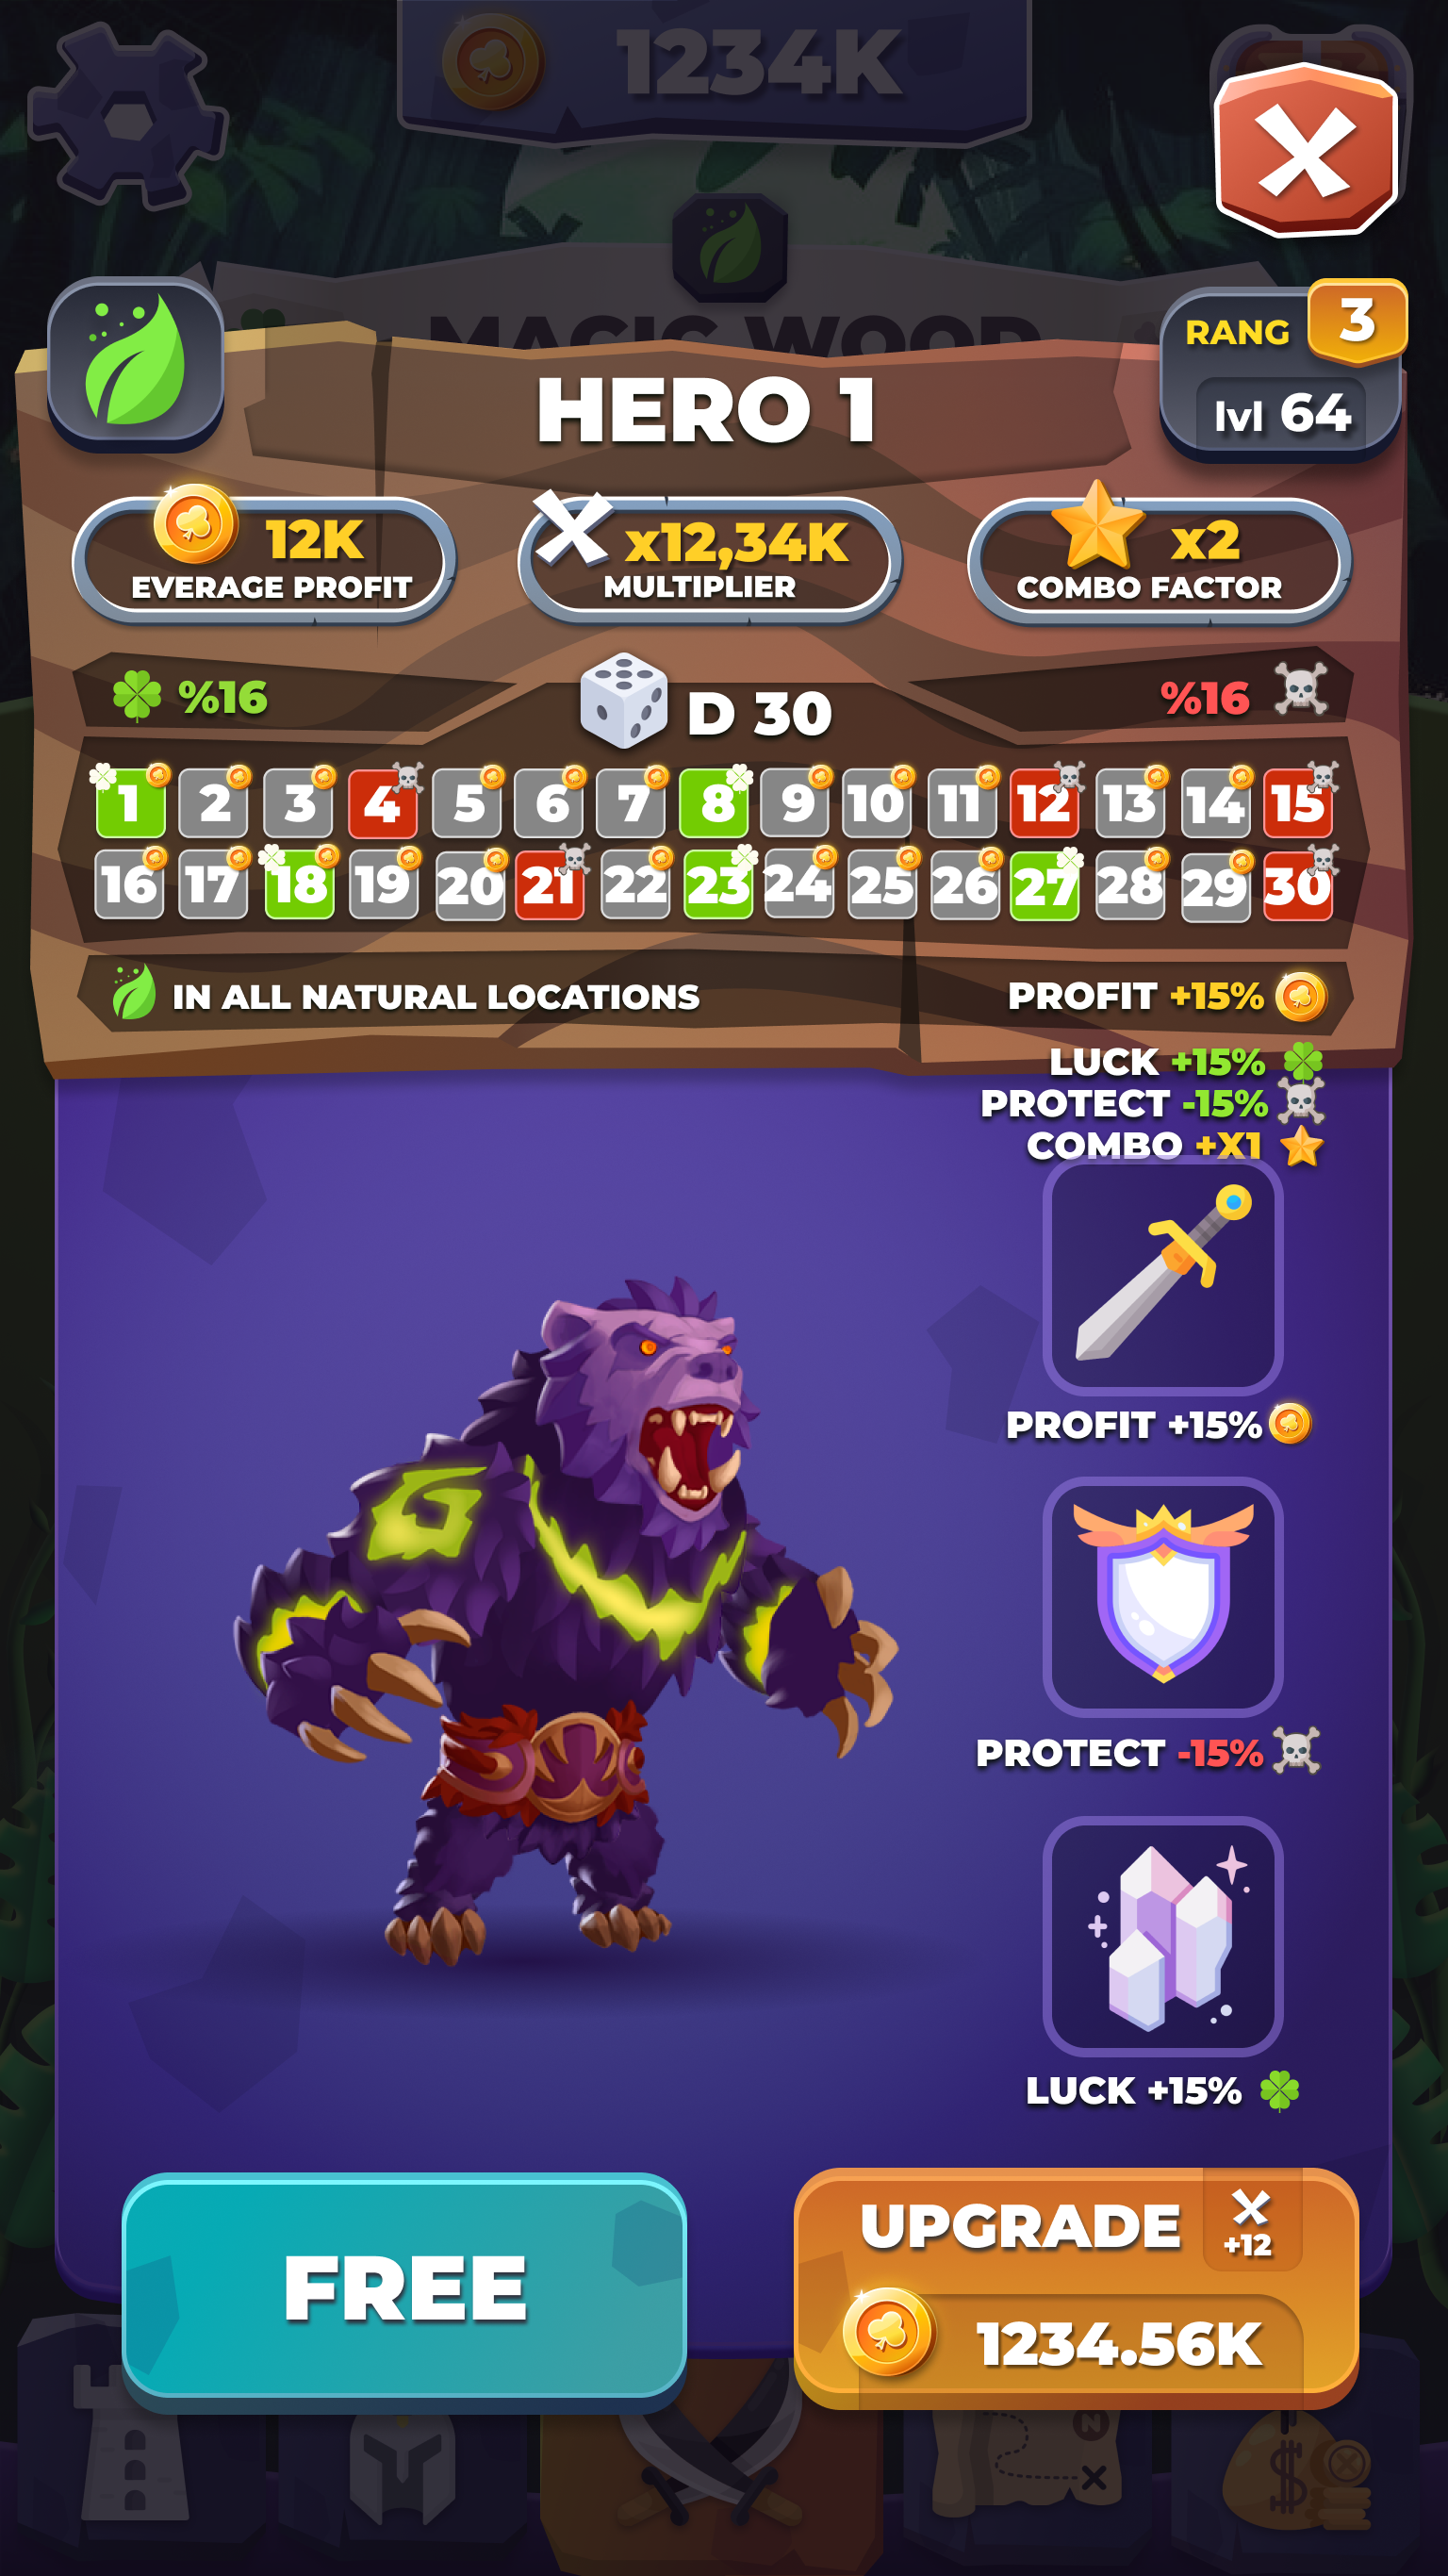 1234K
MAGIC WOOD
HERO 1
RANG 3
lvl 64
12K
EVERAGE PROFIT
x12,34K
MULTIPLIER
x2
COMBO FACTOR
%16
D 30
%16
1 2 3 4 5 6 7 8 9 10 11 12 13 14 15
16 17 18 19 20 21 22 23 24 25 26 27 28 29 30
IN ALL NATURAL LOCATIONS
PROFIT +15%
LUCK +15%
PROTECT -15%
COMBO +X1
PROFIT +15%
PROTECT -15%
LUCK +15%
FREE
UPGRADE
+12
1234.56K
N